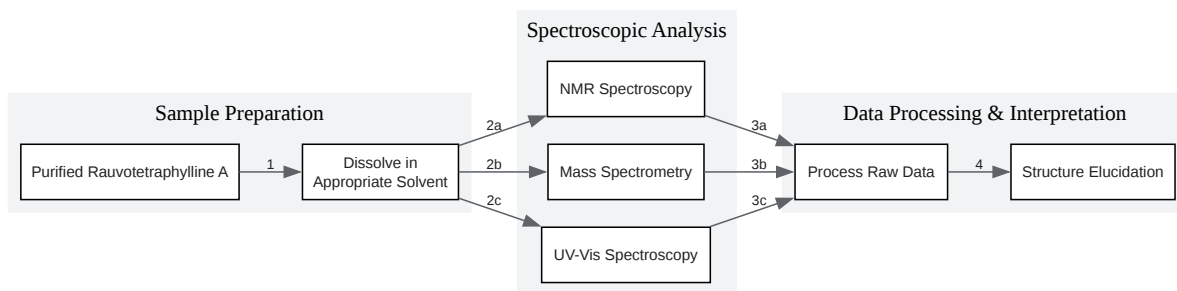 Sample Preparation
Purified Rauvotetraphylline A
1
Dissolve in
Appropriate Solvent
2a
2b
2c
Spectroscopic Analysis
NMR Spectroscopy
Mass Spectrometry
UV-Vis Spectroscopy
3a
3b
3c
Data Processing & Interpretation
Process Raw Data
4
Structure Elucidation